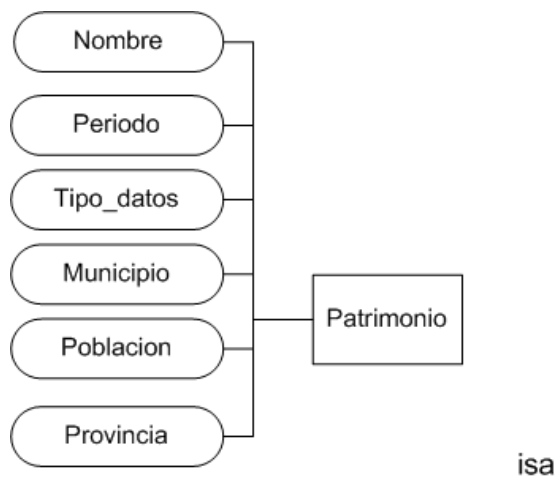 Nombre
Periodo
Tipo_datos
Municipio
Poblacion
Provincia
Patrimonio
isa